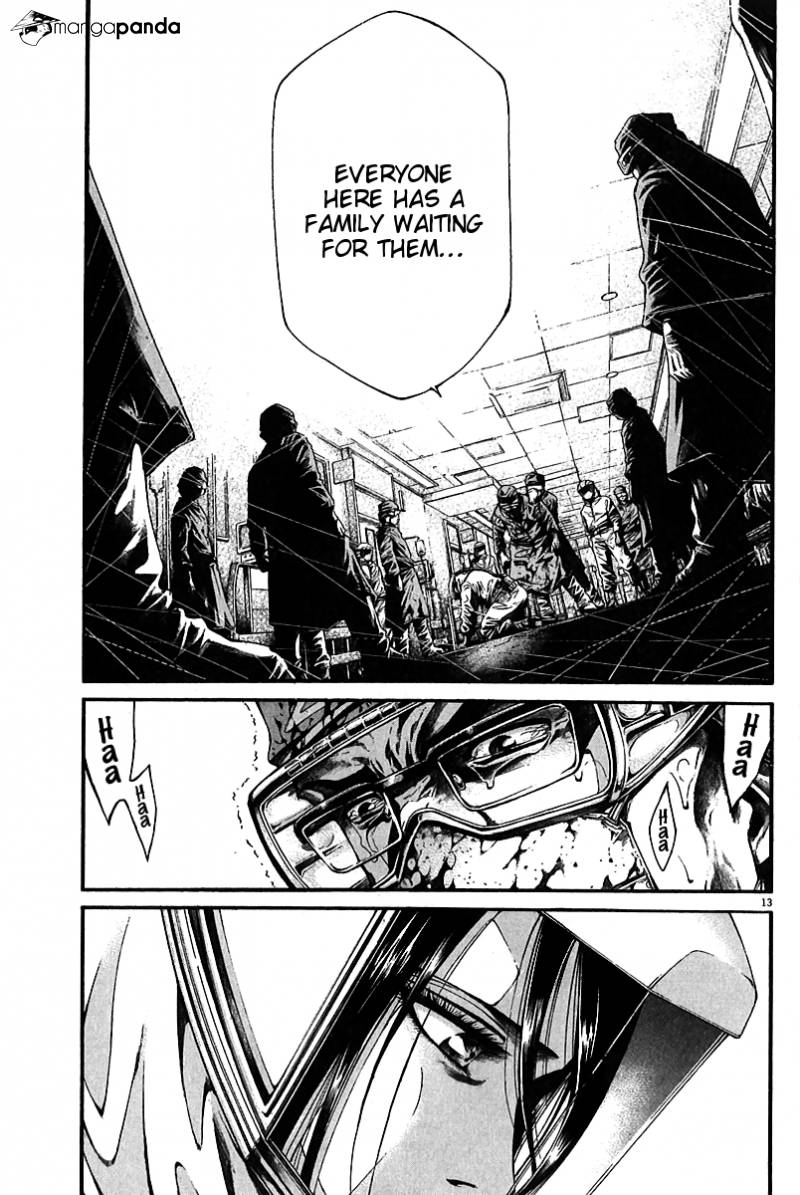 mangapanda
EVERYONE
HERE HAS A
FAMILY WAITING
FOR THEM...
Haa
Haa
Haa
Haa
13